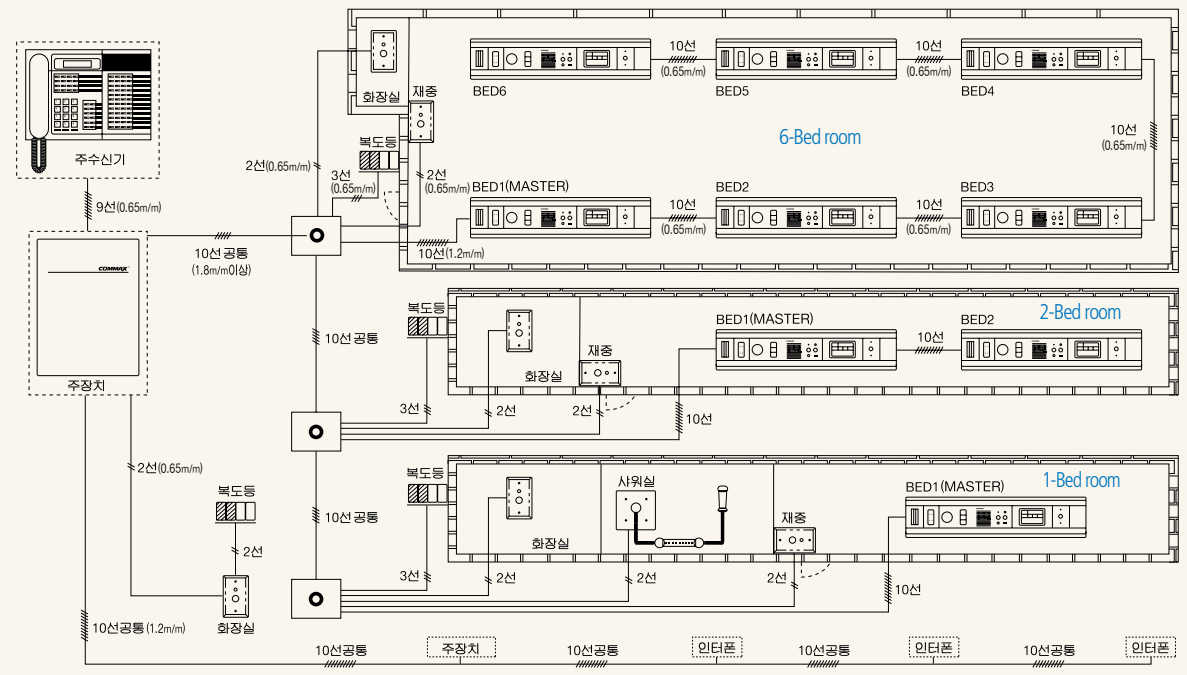 주수신기
9선(0.65m/m)
COMMAX
주장치
10선 공통
(1.8m/m이상)
2선(0.65m/m)
화장실
재중
복도등
2선(0.65m/m)
3선
(0.65m/m)
2선
(0.65m/m)
10선(1.2m/m)
BED6
10선
(0.65m/m)
BED5
10선
(0.65m/m)
BED4
6-Bed room
10선
(0.65m/m)
BED1(MASTER)
10선
(0.65m/m)
BED2
10선
(0.65m/m)
BED3
10선공통
복도등
화장실
재중
BED1(MASTER)
10선
BED2
2-Bed room
3선
2선
2선
10선
10선공통
복도등
화장실
샤워실
재중
BED1(MASTER)
1-Bed room
3선
2선
2선
2선
10선
복도등
2선
화장실
10선공통(1.2m/m)
10선공통
주장치
10선공통
인터폰
10선공통
인터폰
10선공통
인터폰